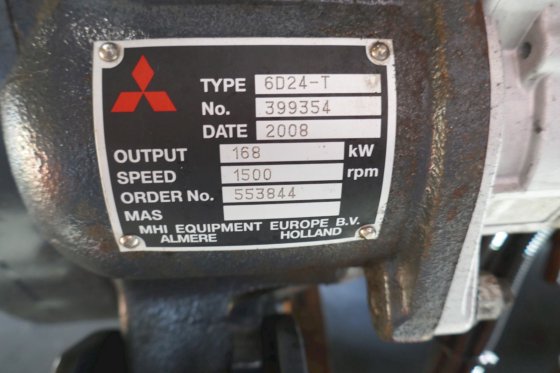 TYPE 6D24-T
No. 399354
DATE 2008
OUTPUT 168 kW
SPEED 1500 rpm
ORDER No. 553844
MAS
MHI EQUIPMENT EUROPE B.V.
ALMERE HOLLAND